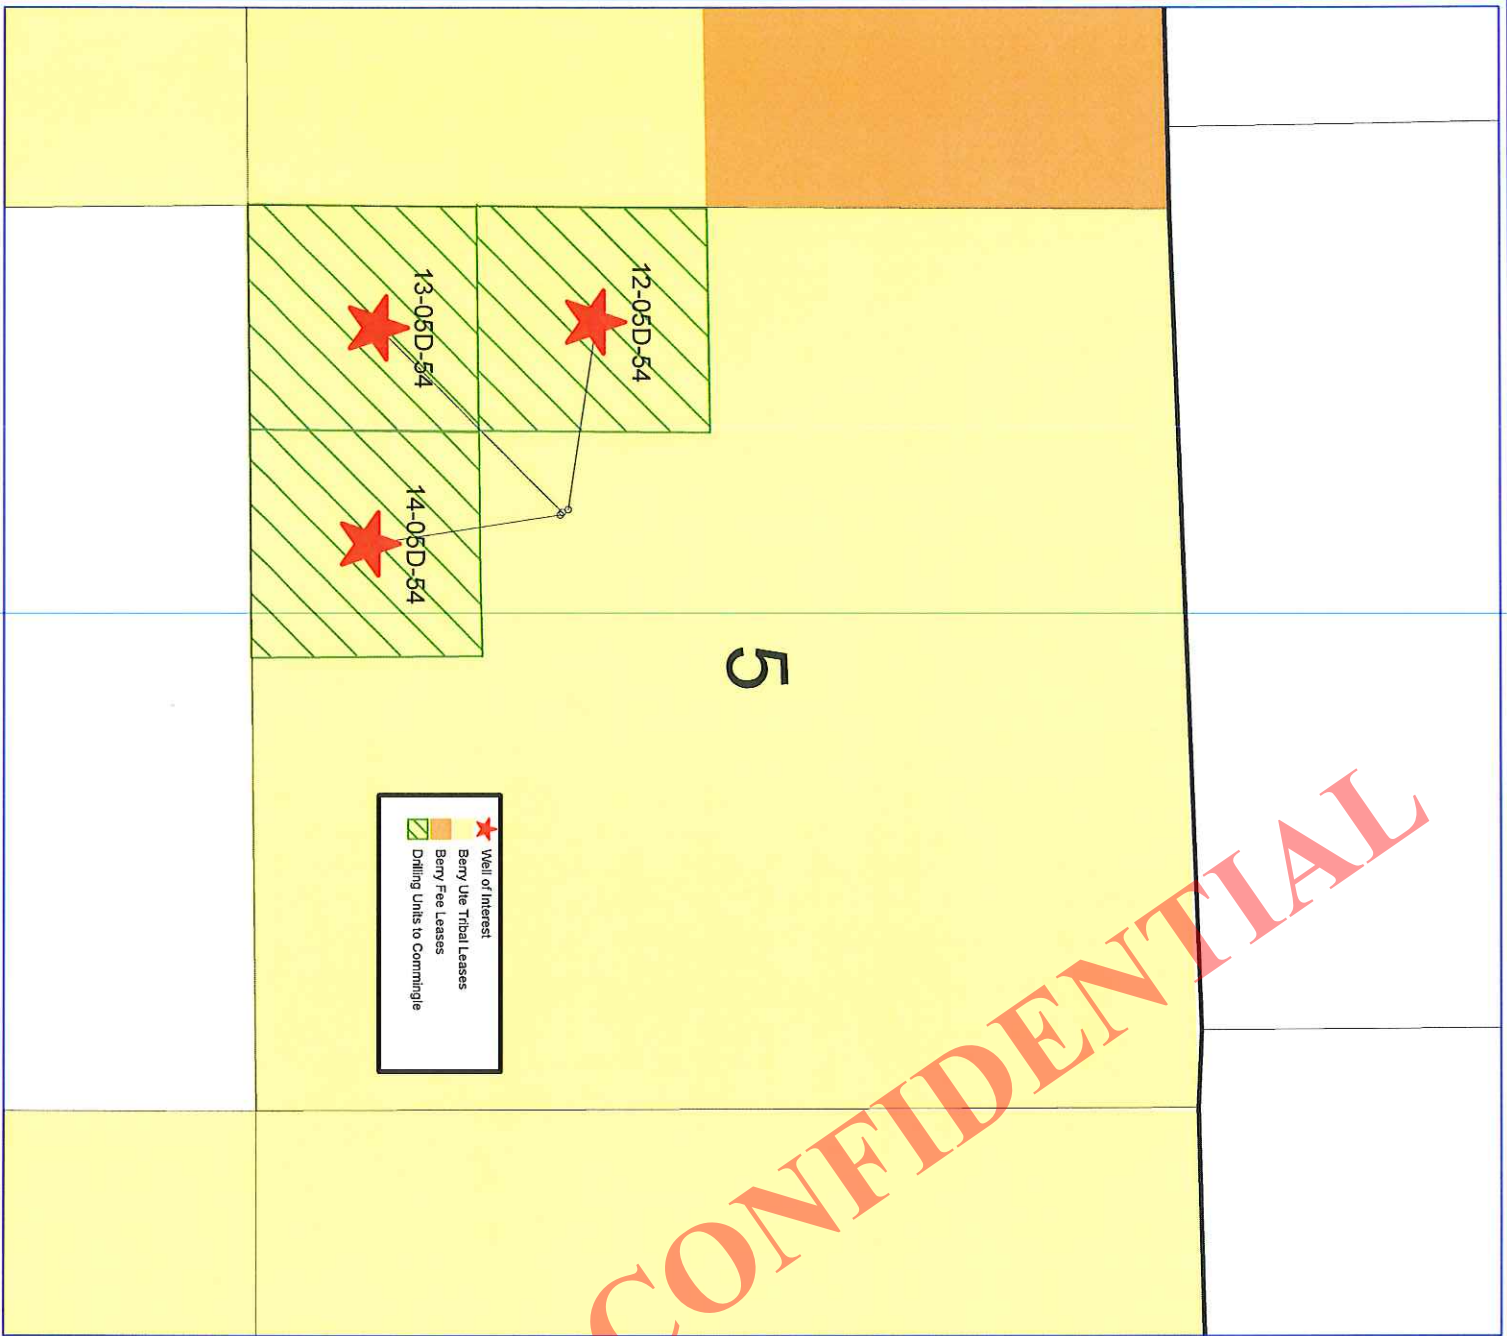 12-05D-54
13-05D-54
14-05D-54
5
Well of Interest
Berry Ute Tribal Leases
Berry Fee Leases
Drilling Units to Commingle
CONFIDENTIAL